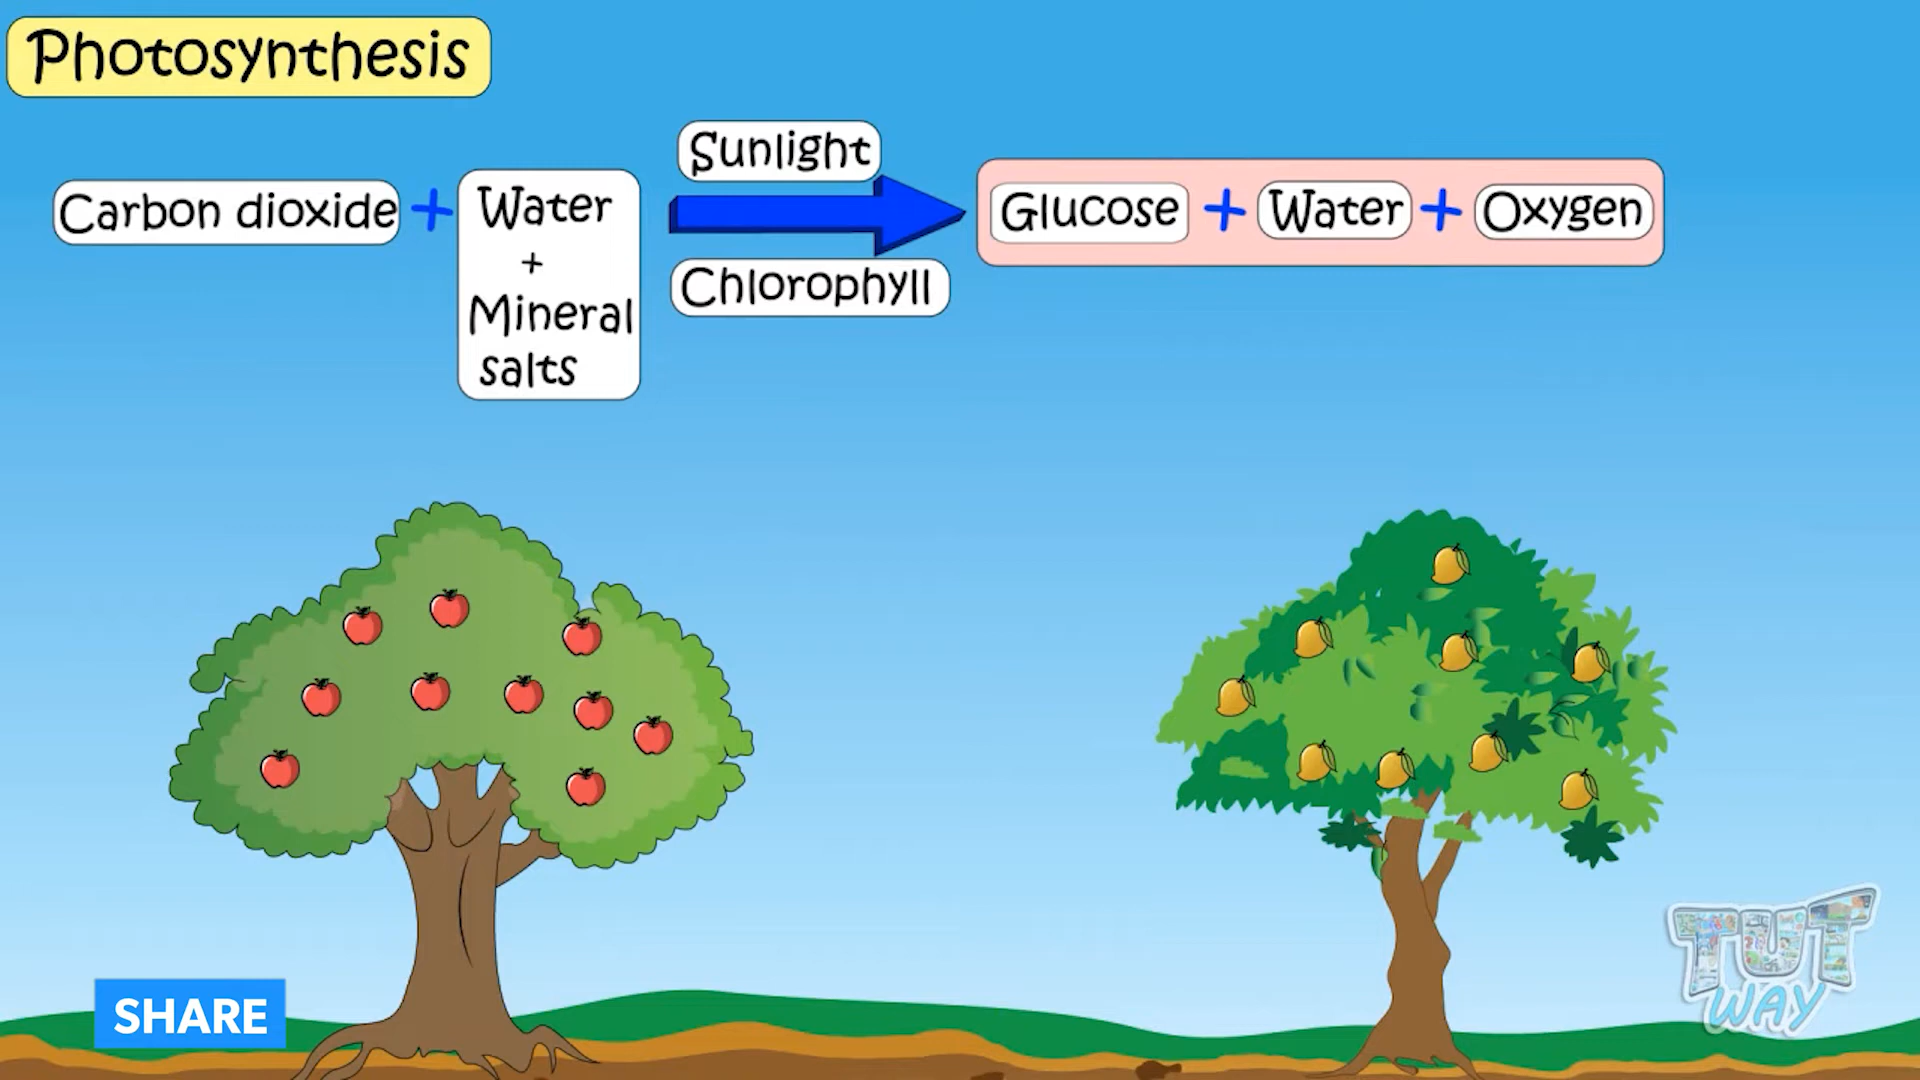 Photosynthesis
Carbon dioxide + Water
+
Mineral
salts
Sunlight
Chlorophyll
Glucose + Water + Oxygen
SHARE
TUT
WAY